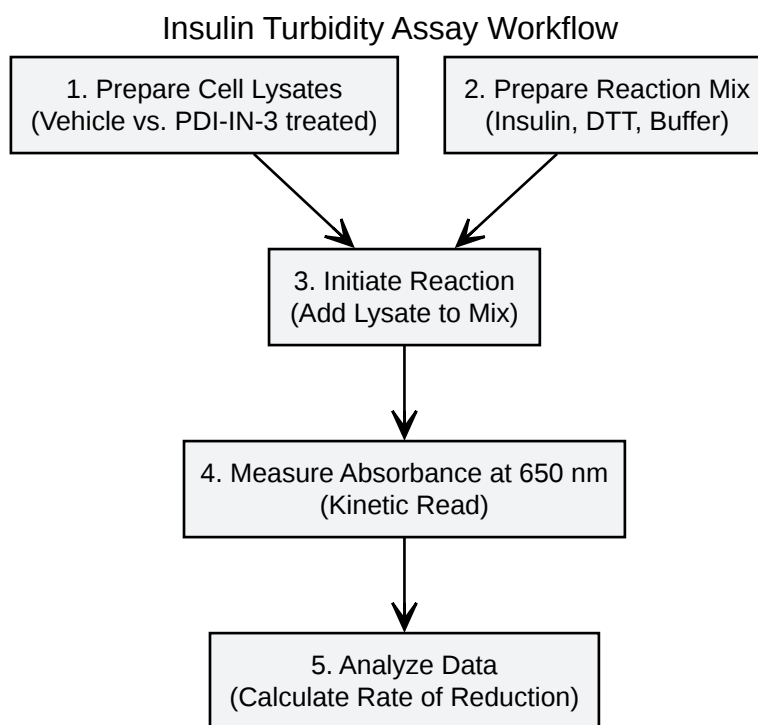 Insulin Turbidity Assay Workflow
1. Prepare Cell Lysates
(Vehicle vs. PDI-IN-3 treated)
2. Prepare Reaction Mix
(Insulin, DTT, Buffer)
3. Initiate Reaction
(Add Lysate to Mix)
4. Measure Absorbance at 650 nm
(Kinetic Read)
5. Analyze Data
(Calculate Rate of Reduction)